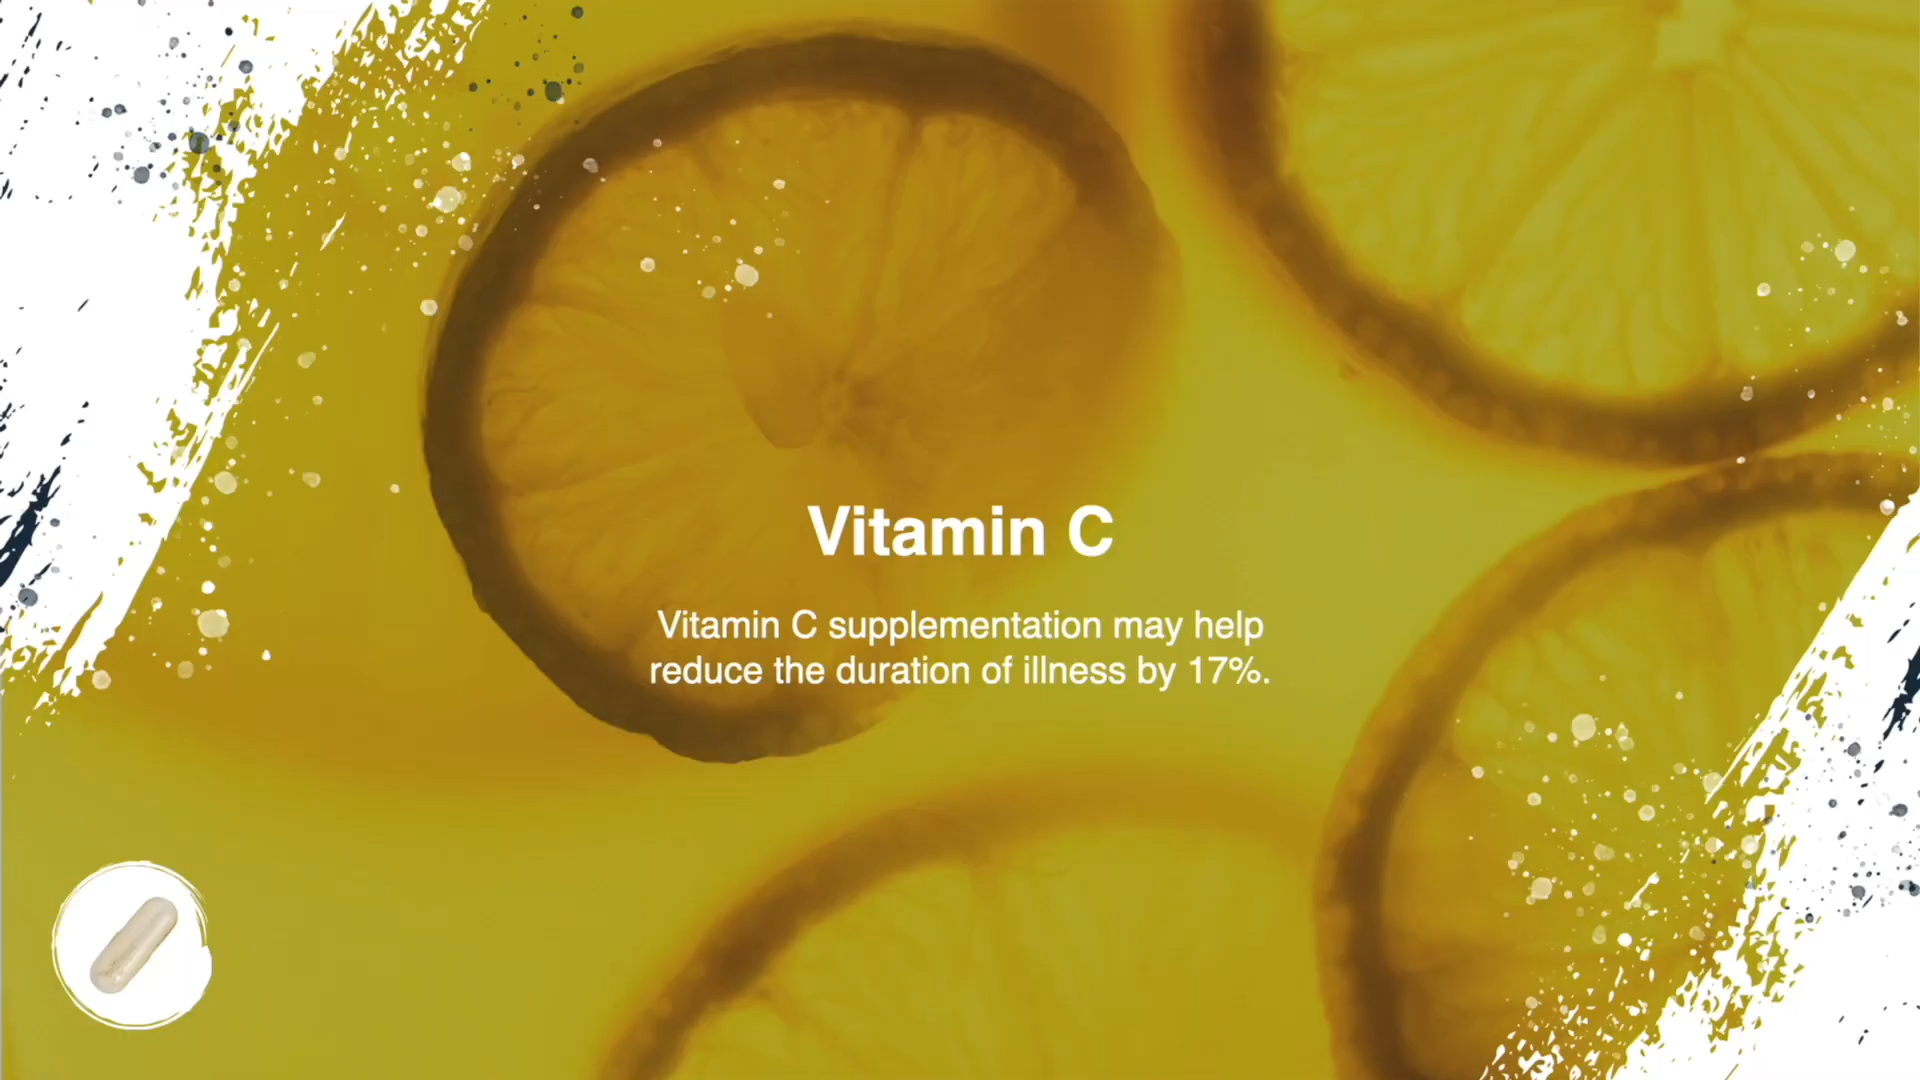 Vitamin C
Vitamin C supplementation may help
reduce the duration of illness by 17%.